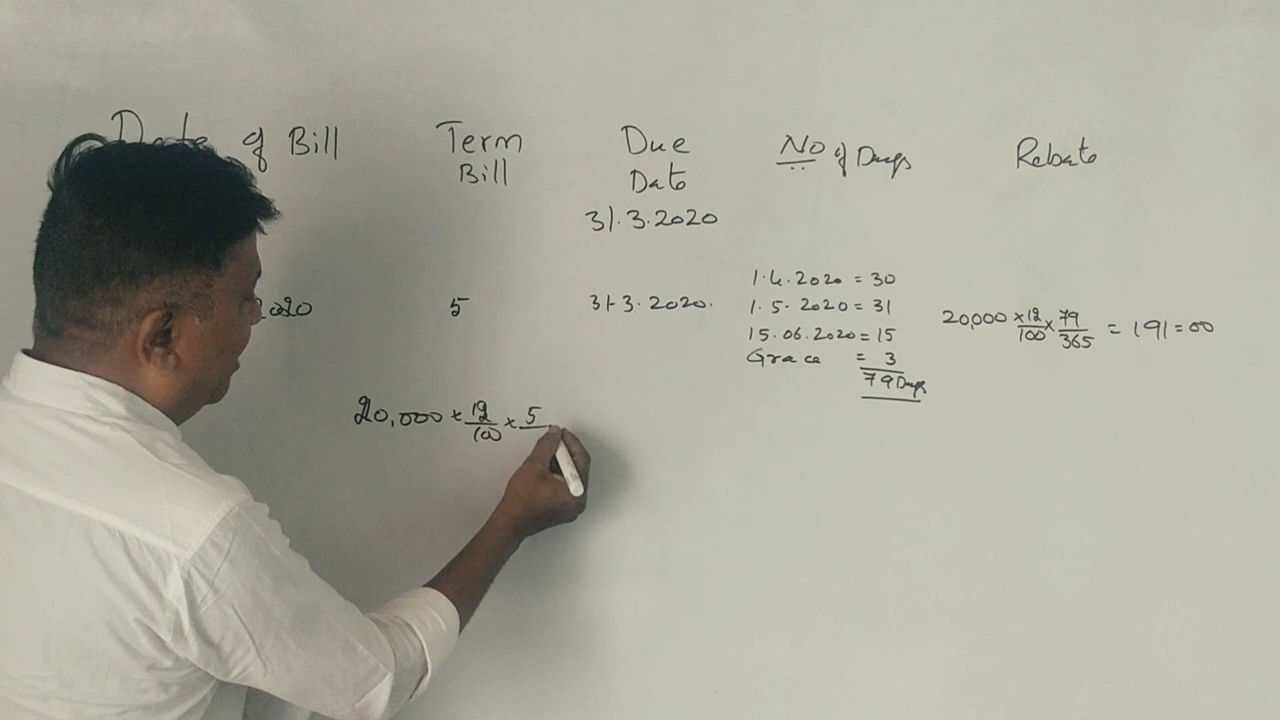 Date of Bill
Term Bill
Due Date
31.3.2020
No of Days
Rebate
2020
5
31.3.2020.
1.4.2020 = 30
1.5.2020 = 31
15.06.2020 = 15
Grace = 3
79 Days
20,000 × 12/100 × 79/365 = 191=00
20,000 × 12/100 × 5